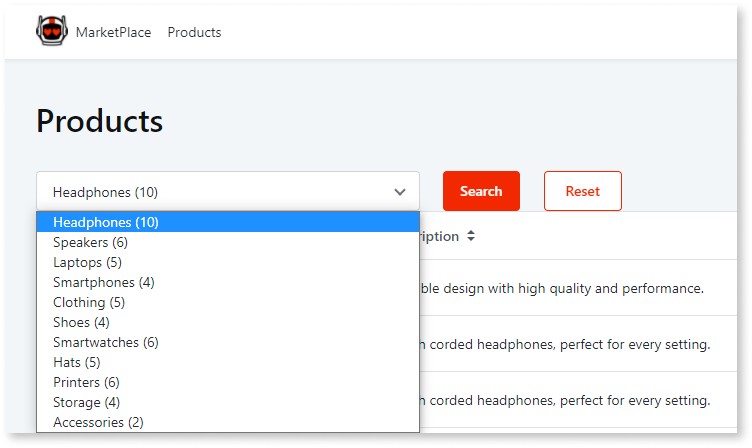 MarketPlace Products
Products
Headphones (10)
Search
Reset
Headphones (10)
Speakers (6)
Laptops (5)
Smartphones (4)
Clothing (5)
Shoes (4)
Smartwatches (6)
Hats (5)
Printers (6)
Storage (4)
Accessories (2)
design with high quality and performance.
corded headphones, perfect for every setting.
corded headphones, perfect for every setting.